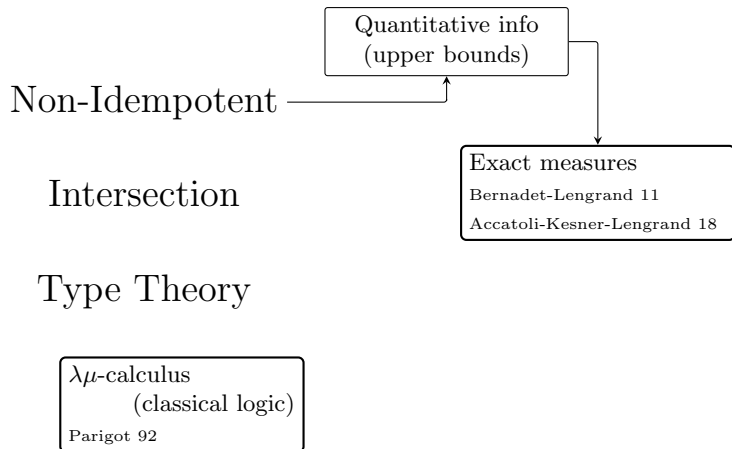 Quantitative info
(upper bounds)
Non-Idempotent
Exact measures
Bernadet-Lengrand 11
Accatoli-Kesner-Lengrand 18
Intersection
Type Theory
λμ-calculus
(classical logic)
Parigot 92